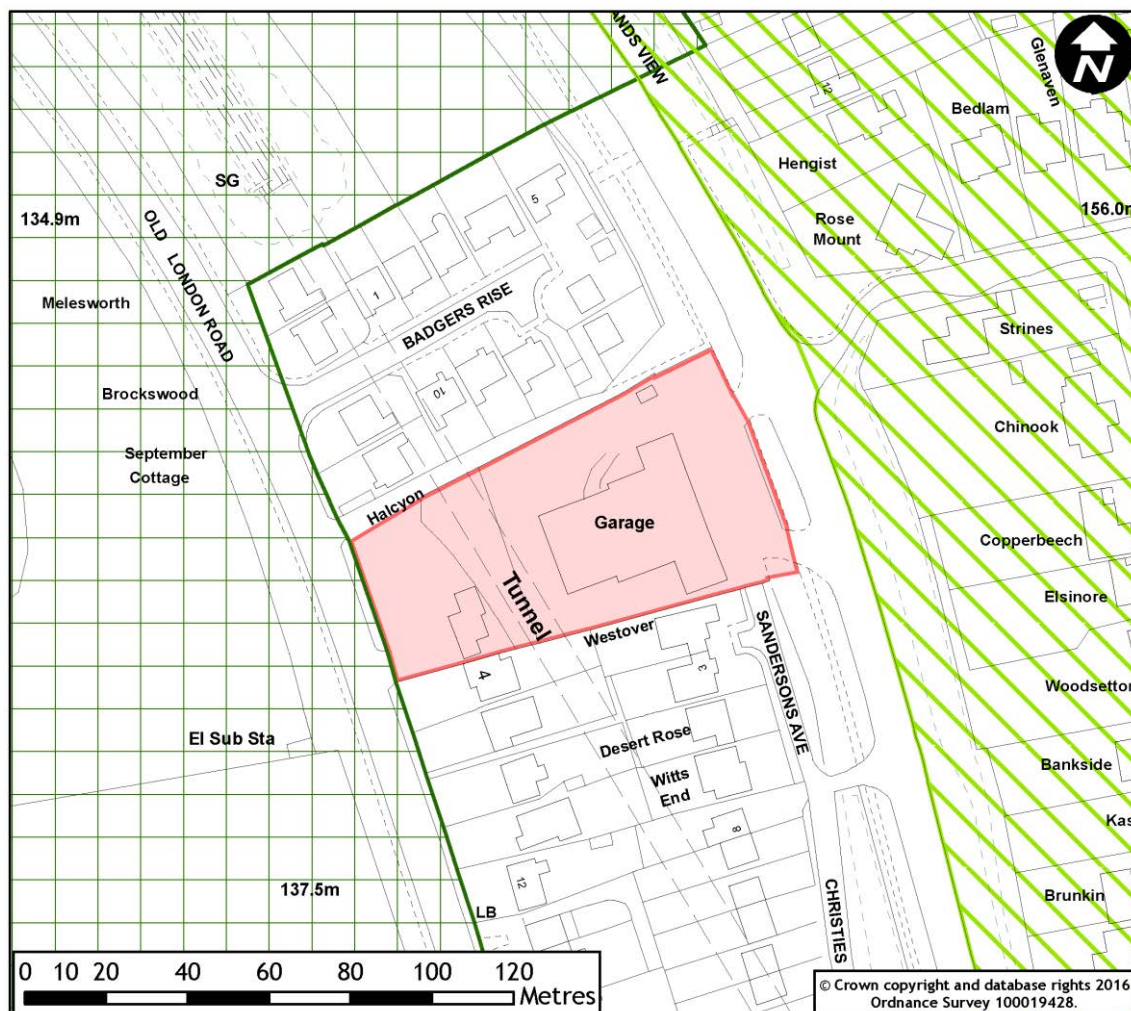 ANDS VIEW
N
Glenaven
12
Bedlam
Hengist
SG
5
134.9m
156.0m
OLD LONDON ROAD
Rose
Mount
Melesworth
1
BADGERS RISE
Strines
Brockswood
10
Chinook
September
Cottage
Halcyon
Garage
Copperbeech
Tunnel
Elsinore
Westover
SANDERSONS AVE
4
3
Woodsetton
El Sub Sta
Desert Rose
Bankside
Witts
End
Kas
8
137.5m
12
CHRISTIES
Brunkin
LB
0 10 20 40 60 80 100 120
Metres
© Crown copyright and database rights 2016
Ordnance Survey 100019428.